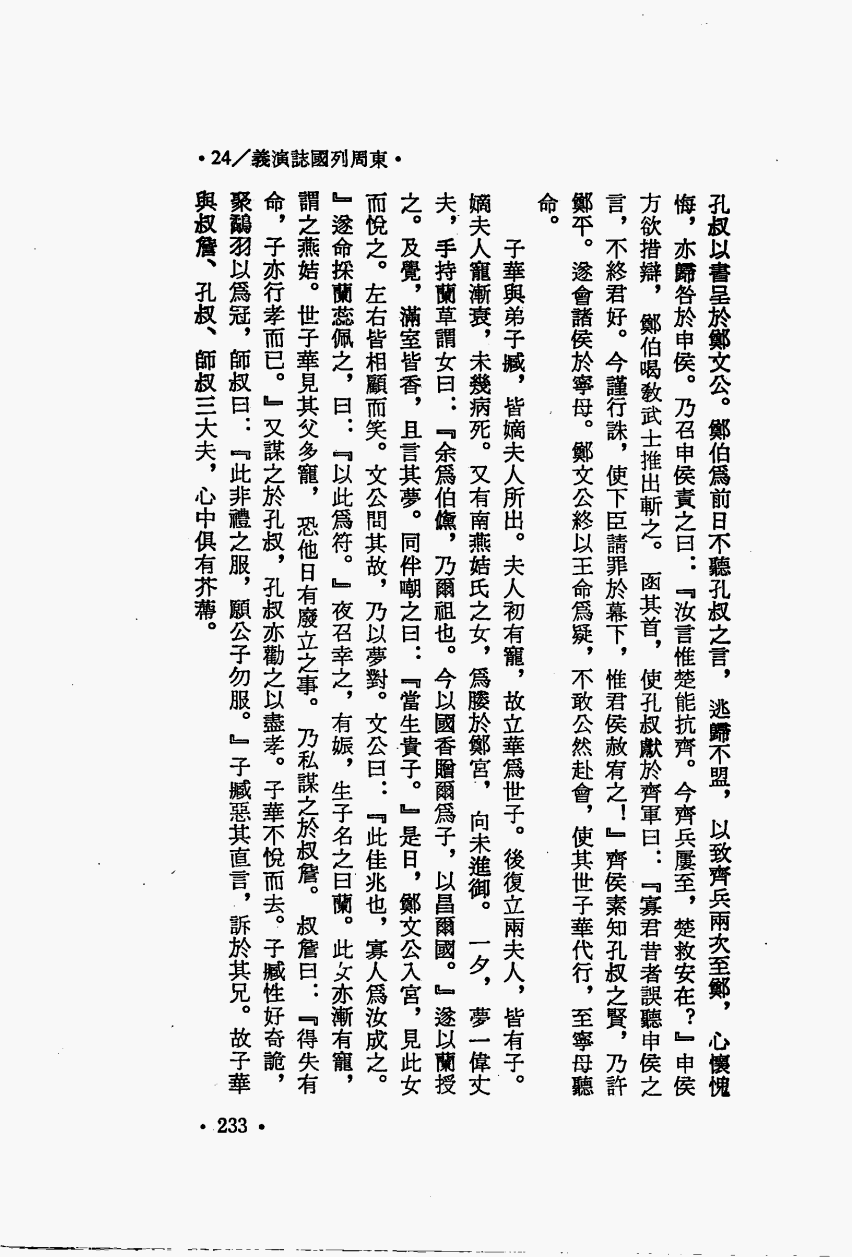 •24／義演誌國列周東•
孔叔以書呈於鄭文公。鄭伯爲前日不聽孔叔之言，逃歸不盟，以致齊兵兩次至鄭，心懷愧
悔，亦歸咎於申侯。乃召申侯責之曰：『汝言惟楚能抗齊。今齊兵屢至，楚救安在？』申侯
方欲措辯，鄭伯喝敎武士推出斬之。函其首，使孔叔獻於齊軍曰：『寡君昔者誤聽申侯之
言，不終君好。今謹行誅，使下臣請罪於幕下，惟君侯赦宥之！』齊侯素知孔叔之賢，乃許
鄭平。遂會諸侯於寧母。鄭文公終以王命爲疑，不敢公然赴會，使其世子華代行，至寧母聽
命。
子華與弟子臧，皆嫡夫人所出。夫人初有寵，故立華爲世子。後復立兩夫人，皆有子。
嫡夫人寵漸衰，未幾病死。又有南燕姞氏之女，爲媵於鄭宮，向未進御。一夕，夢一偉丈
夫，手持蘭草謂女曰：『余爲伯儵，乃爾祖也。今以國香贈爾爲子，以昌爾國。』遂以蘭授
之。及覺，滿室皆香，且言其夢。同伴嘲之曰：『當生貴子。』是日，鄭文公入宮，見此女
而悅之。左右皆相顧而笑。文公問其故，乃以夢對。文公曰：『此佳兆也，寡人爲汝成之。
』遂命採蘭蕊佩之，曰：『以此爲符。』夜召幸之，有娠，生子名之曰蘭。此女亦漸有寵，
謂之燕姞。世子華見其父多寵，恐他日有廢立之事。乃私謀之於叔詹。叔詹曰：『得失有
命，子亦行孝而已。』又謀之於孔叔，孔叔亦勸之以盡孝。子華不悅而去。子臧性好奇詭，
聚鷸羽以爲冠，師叔曰：『此非禮之服，願公子勿服。』子臧惡其直言，訴於其兄。故子華
與叔詹、孔叔、師叔三大夫，心中俱有芥蔕。
•233•